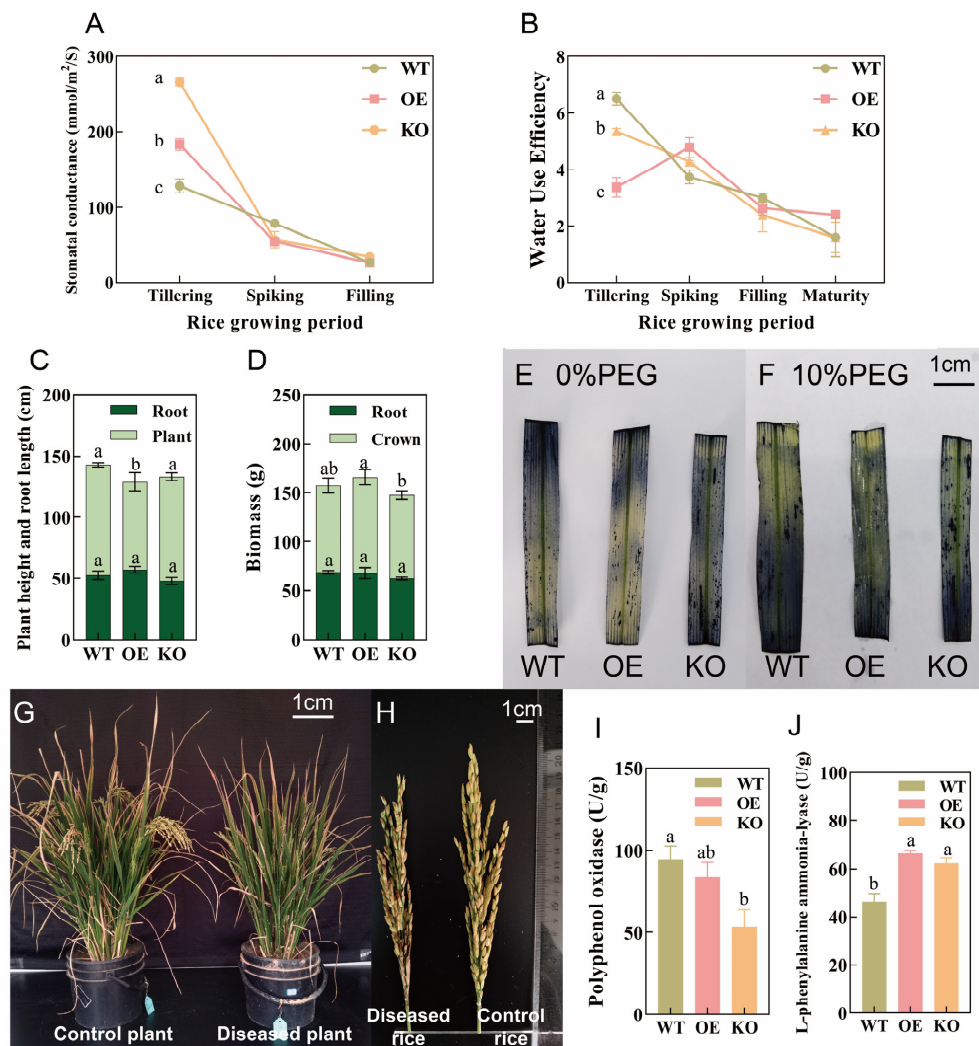 A
Stomatal conductance (mmol/m²/S)
300
200
100
0
a
b
c
WT
OE
KO
Tillcring
Spiking
Filling
Rice growing period
B
Water Use Efficiency
8
6
4
2
0
a
b
c
WT
OE
KO
Tillcring
Spiking
Filling
Maturity
Rice growing period
C
Plant height and root length (cm)
200
150
100
50
0
Root
Plant
a
b
a
a
a
a
WT
OE
KO
D
Biomass (g)
250
200
150
100
50
0
Root
Crown
ab
a
b
a
a
a
WT
OE
KO
E 0%PEG
WT
OE
KO
F 10%PEG
1cm
WT
OE
KO
G
1cm
Control plant
Diseased plant
H
1cm
Diseased
rice
Control
rice
I
Polyphenol oxidase (U/g)
150
100
50
0
WT
OE
KO
a
ab
b
WT
OE
KO
J
L-phenylalanine ammonia-lyase (U/g)
100
80
60
40
20
0
WT
OE
KO
b
a
a
WT
OE
KO